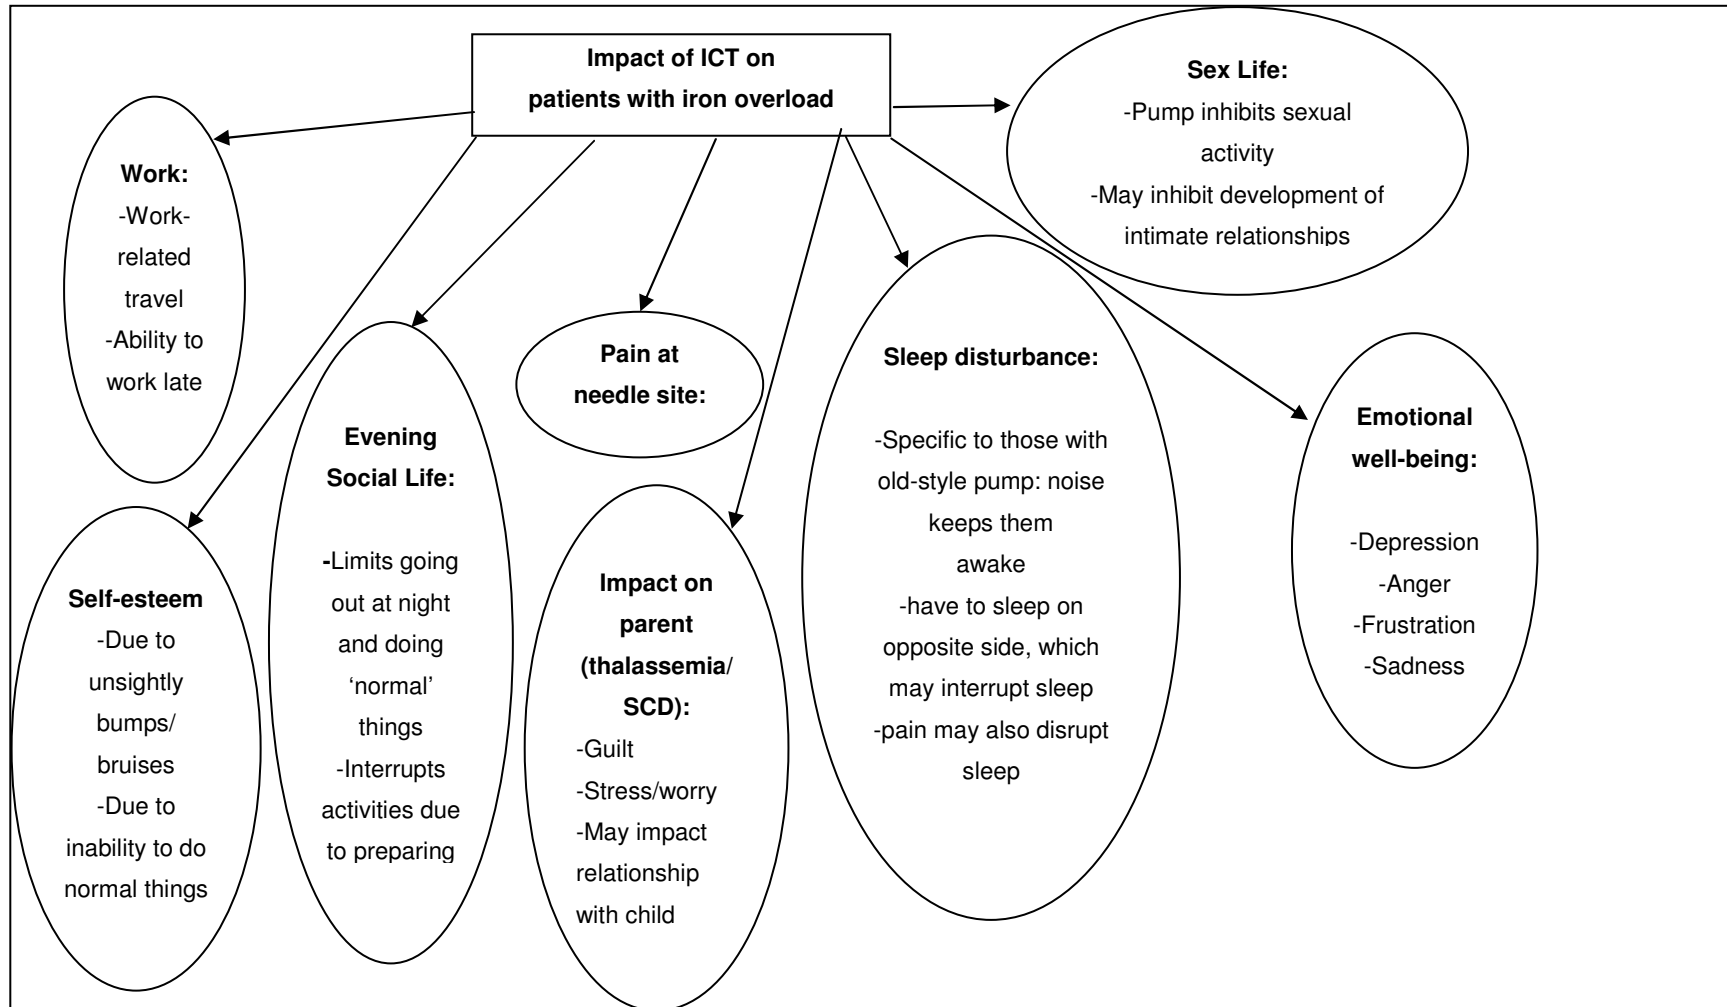 Impact of ICT on
patients with iron overload
Sex Life:
-Pump inhibits sexual
activity
-May inhibit development of
intimate relationships
Work:
-Work-
related
travel
-Ability to
work late
Self-esteem
-Due to
unsightly
bumps/
bruises
-Due to
inability to do
normal things
Evening
Social Life:
-Limits going
out at night
and doing
‘normal’
things
-Interrupts
activities due
to preparing
Pain at
needle site:
Impact on
parent
(thalassemia/
SCD):
-Guilt
-Stress/worry
-May impact
relationship
with child
Sleep disturbance:
-Specific to those with
old-style pump: noise
keeps them
awake
-have to sleep on
opposite side, which
may interrupt sleep
-pain may also disrupt
sleep
Emotional
well-being:
-Depression
-Anger
-Frustration
-Sadness